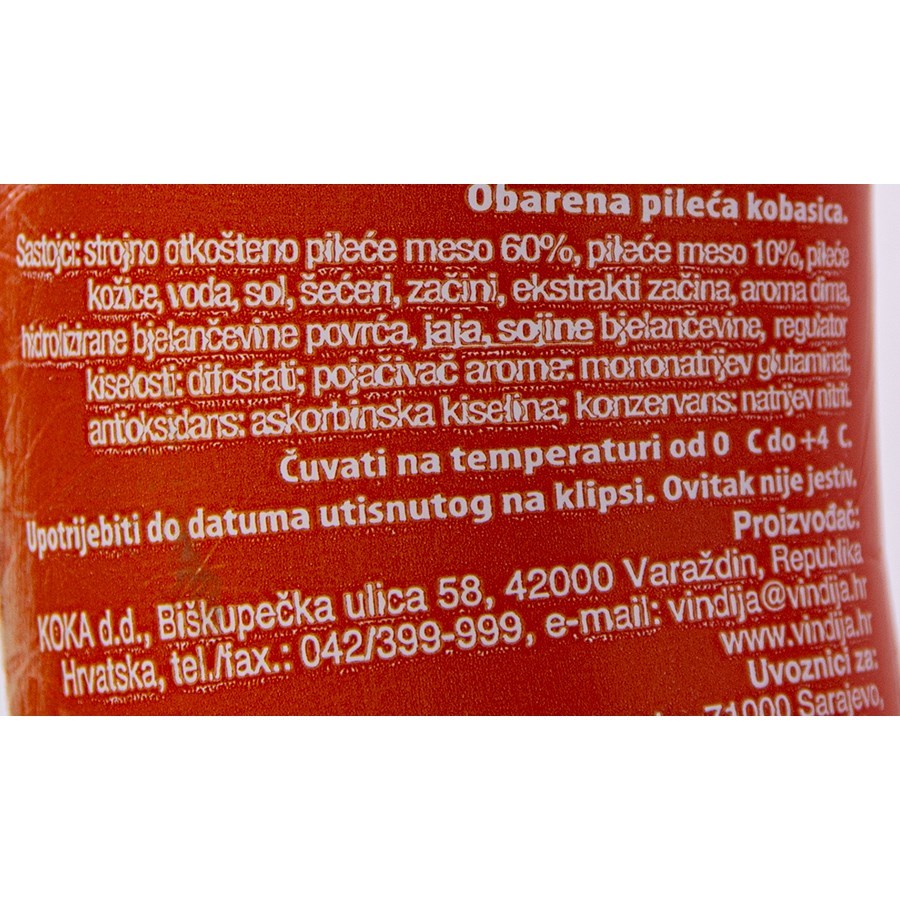 Obarena pileća kobasica.
Sastojci: strojno otkošteno pileće meso 60%, pileće meso 10%, pileće
kožice, voda, sol, šećeri, začini, ekstrakti začina, aroma dima,
hidrolizirane bjelančevine povrća, jaja, sojine bjelančevine, regulator
kiselosti: difosfati; pojačivač arome: mononatrijev glutaminat;
antoksidans: askorbinska kiselina; konzervans: natrijev nitrit.
Čuvati na temperaturi od 0 C do +4 C.
Upotrijebiti do datuma utisnutog na klipsi. Ovitak nije jestiv.
Proizvođač:
KOKA d.d., Biškupečka ulica 58, 42000 Varaždin, Republika
Hrvatska, tel./fax.: 042/399-999, e-mail: vindija@vindija.hr
www.vindija.hr
Uvoznici za:
71000 Sarajevo,